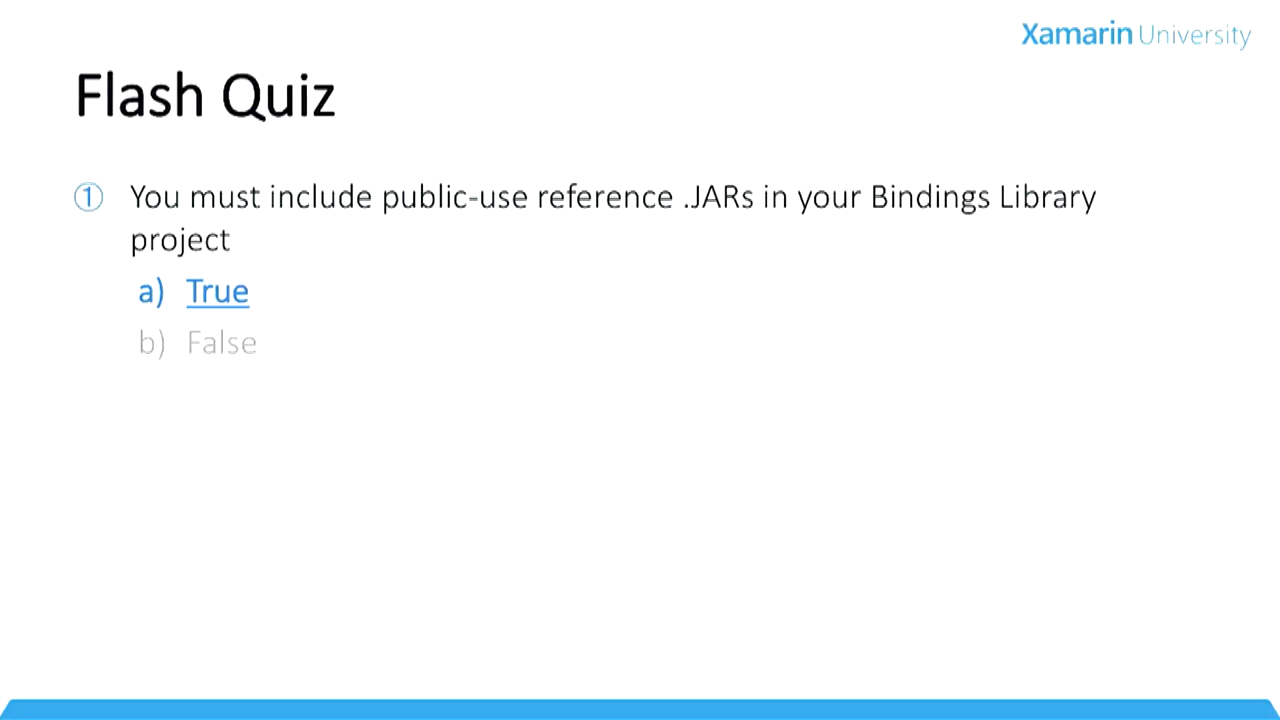 Xamarin University
Flash Quiz
① You must include public-use reference .JARs in your Bindings Library
project
a) True
b) False